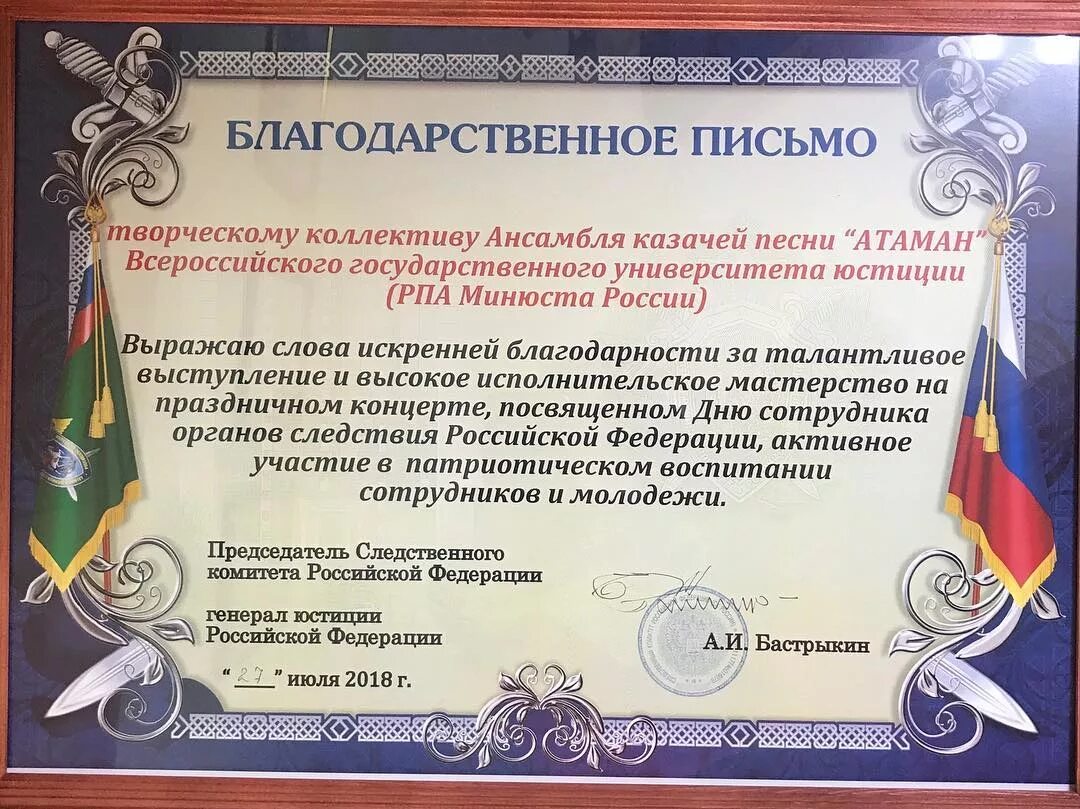 БЛАГОДАРСТВЕННОЕ ПИСЬМО
творческому коллективу Ансамбля казачей песни “АТАМАН”
Всероссийского государственного университета юстиции
(РПА Минюста России)
Выражаю слова искренней благодарности за талантливое
выступление и высокое исполнительское мастерство на
праздничном концерте, посвященном Дню сотрудника
органов следствия Российской Федерации, активное
участие в патриотическом воспитании
сотрудников и молодежи.
Председатель Следственного
комитета Российской Федерации
генерал юстиции
Российской Федерации
А.И. Бастрыкин
“ 27 ” июля 2018 г.